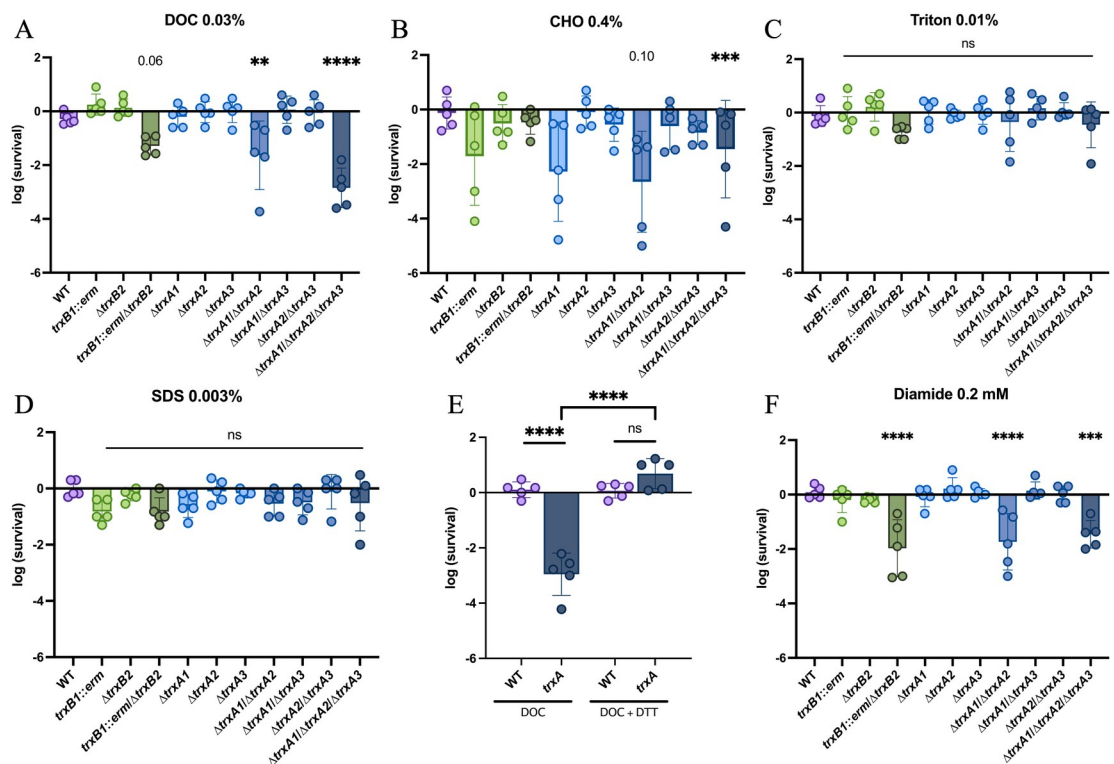 A
DOC 0.03%
log (survival)
2
0
-2
-4
-6
0.06
**
****
WT
trxB1::erm
ΔtrxB2
trxB1::erm/ΔtrxB2
ΔtrxA1
ΔtrxA2
ΔtrxA3
ΔtrxA1/ΔtrxA2
ΔtrxA1/ΔtrxA3
ΔtrxA2/ΔtrxA3
ΔtrxA1/ΔtrxA2/ΔtrxA3
B
CHO 0.4%
log (survival)
2
0
-2
-4
-6
0.10
***
WT
trxB1::erm
ΔtrxB2
trxB1::erm/ΔtrxB2
ΔtrxA1
ΔtrxA2
ΔtrxA3
ΔtrxA1/ΔtrxA2
ΔtrxA1/ΔtrxA3
ΔtrxA2/ΔtrxA3
ΔtrxA1/ΔtrxA2/ΔtrxA3
C
Triton 0.01%
log (survival)
2
0
-2
-4
-6
ns
WT
trxB1::erm
ΔtrxB2
trxB1::erm/ΔtrxB2
ΔtrxA1
ΔtrxA2
ΔtrxA3
ΔtrxA1/ΔtrxA2
ΔtrxA1/ΔtrxA3
ΔtrxA2/ΔtrxA3
ΔtrxA1/ΔtrxA2/ΔtrxA3
D
SDS 0.003%
log (survival)
2
0
-2
-4
-6
ns
WT
trxB1::erm
ΔtrxB2
trxB1::erm/ΔtrxB2
ΔtrxA1
ΔtrxA2
ΔtrxA3
ΔtrxA1/ΔtrxA2
ΔtrxA1/ΔtrxA3
ΔtrxA2/ΔtrxA3
ΔtrxA1/ΔtrxA2/ΔtrxA3
E
log (survival)
2
0
-2
-4
-6
****
****
ns
WT
trxA
WT
trxA
DOC
DOC + DTT
F
Diamide 0.2 mM
log (survival)
2
0
-2
-4
-6
****
****
***
WT
trxB1::erm
ΔtrxB2
trxB1::erm/ΔtrxB2
ΔtrxA1
ΔtrxA2
ΔtrxA3
ΔtrxA1/ΔtrxA2
ΔtrxA1/ΔtrxA3
ΔtrxA2/ΔtrxA3
ΔtrxA1/ΔtrxA2/ΔtrxA3